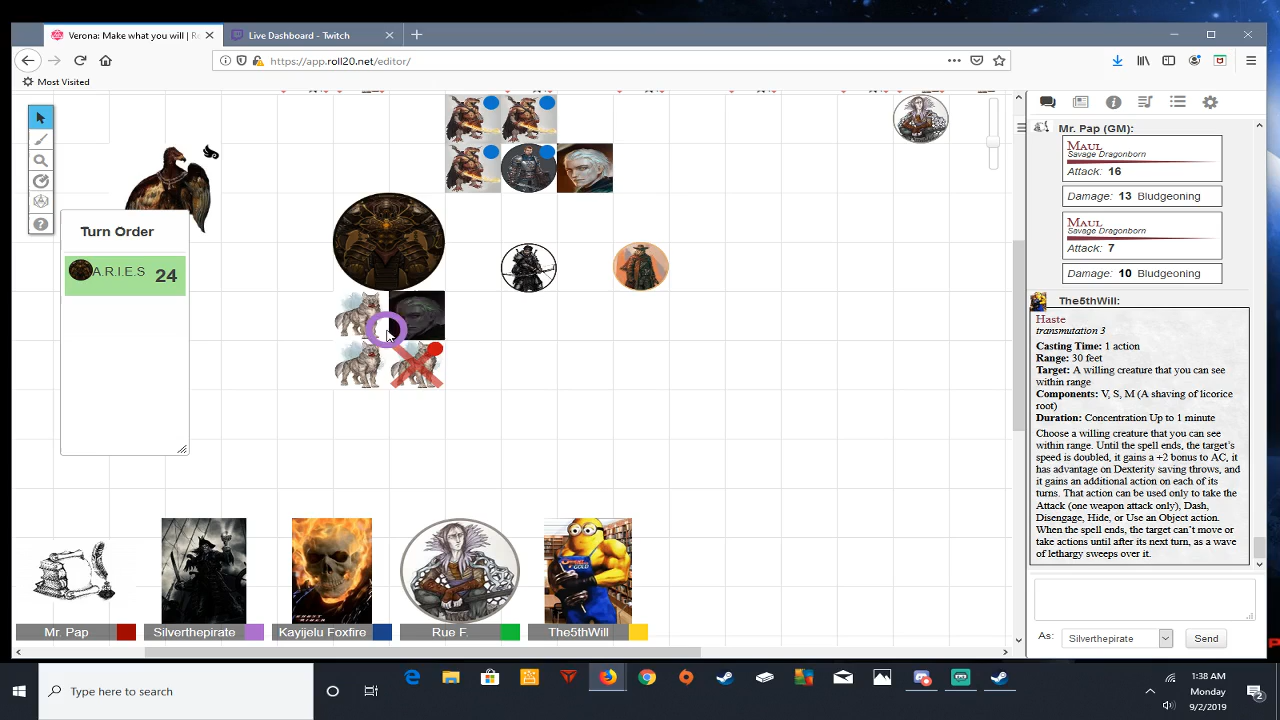 Verona: Make what you will | Ro
Live Dashboard - Twitch
https://app.roll20.net/editor/
Most Visited
Turn Order
A.R.I.E.S 24
Mr. Pap (GM):
Maul
Savage Dragonborn
Attack: 16
Damage: 13 Bludgeoning
Maul
Savage Dragonborn
Attack: 7
Damage: 10 Bludgeoning
The5thWill:
Haste
transmutation 3
Casting Time: 1 action
Range: 30 feet
Target: A willing creature that you can see
within range
Components: V, S, M (A shaving of licorice
root)
Duration: Concentration Up to 1 minute
Choose a willing creature that you can see
within range. Until the spell ends, the target's
speed is doubled, it gains a +2 bonus to AC, it
has advantage on Dexterity saving throws, and
it gains an additional action on each of its
turns. That action can be used only to take the
Attack (one weapon attack only), Dash,
Disengage, Hide, or Use an Object action.
When the spell ends, the target can't move or
take actions until after its next turn, as a wave
of lethargy sweeps over it.
As: Silverthepirate Send
Mr. Pap
Silverthepirate
Kayijelu Foxfire
Rue F.
The5thWill
Type here to search
1:38 AM
Monday
9/2/2019
2